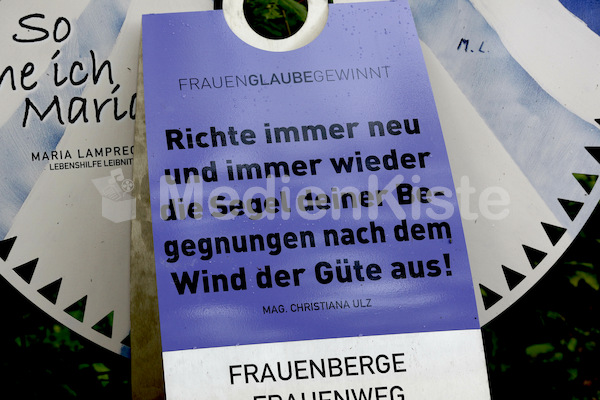 So
ne ich
Maria
MARIA LAMPREC
LEBENSHILFE LEIBNIT
M.L.
FRAUENGLAUBEGEWINNT
Richte immer neu
und immer wieder
die Segel deiner Be-
gegnungen nach dem
Wind der Güte aus!
MAG. CHRISTIANA ULZ
MedienKiste
FRAUENBERGE
FRAUENWEG